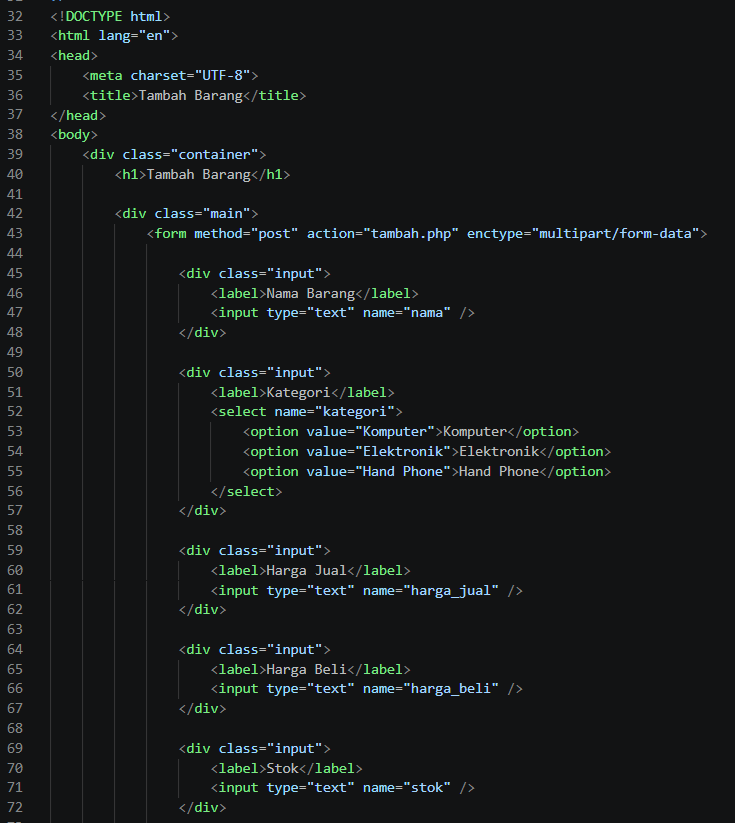 32 <!DOCTYPE html>
33 <html lang="en">
34 <head>
35     <meta charset="UTF-8">
36     <title>Tambah Barang</title>
37 </head>
38 <body>
39     <div class="container">
40         <h1>Tambah Barang</h1>
41
42         <div class="main">
43             <form method="post" action="tambah.php" enctype="multipart/form-data">
44
45                 <div class="input">
46                     <label>Nama Barang</label>
47                     <input type="text" name="nama" />
48                 </div>
49
50                 <div class="input">
51                     <label>Kategori</label>
52                     <select name="kategori">
53                         <option value="Komputer">Komputer</option>
54                         <option value="Elektronik">Elektronik</option>
55                         <option value="Hand Phone">Hand Phone</option>
56                     </select>
57                 </div>
58
59                 <div class="input">
60                     <label>Harga Jual</label>
61                     <input type="text" name="harga_jual" />
62                 </div>
63
64                 <div class="input">
65                     <label>Harga Beli</label>
66                     <input type="text" name="harga_beli" />
67                 </div>
68
69                 <div class="input">
70                     <label>Stok</label>
71                     <input type="text" name="stok" />
72                 </div>